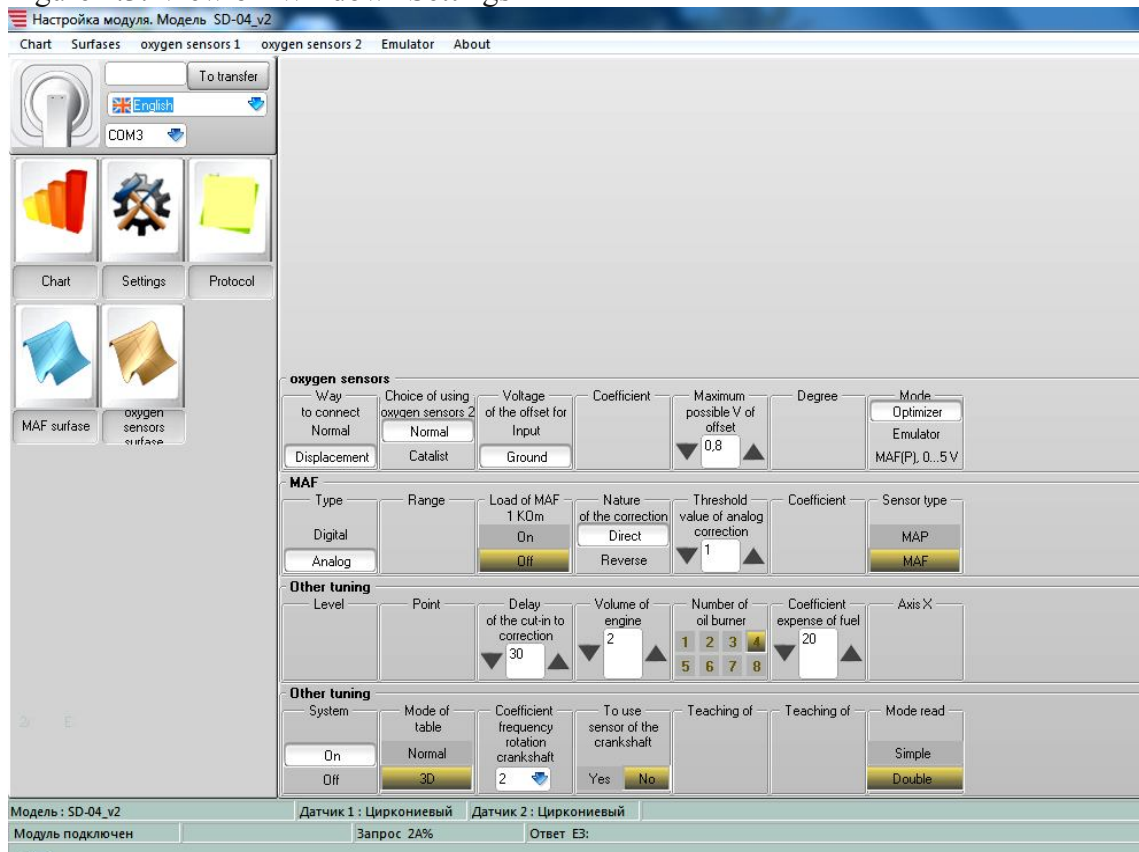 Настройка модуля. Модель SD-04_v2
Chart Surfases oxygen sensors 1 oxygen sensors 2 Emulator About
To transfer
English
COM3
Chart Settings Protocol
MAF surfase
oxygen
sensors
surfase
oxygen sensors
Way
to connect
Normal
Displacement
Choice of using
oxygen sensors 2
Normal
Catalist
Voltage
of the offset for
Input
Ground
Coefficient
Maximum
possible V of
offset
0,8
Degree
Mode
Optimizer
Emulator
MAF(P), 0...5 V
MAF
Type
Digital
Analog
Range
Load of MAF
1 KOm
On
Off
Nature
of the correction
Direct
Reverse
Threshold
value of analog
correction
1
Coefficient
Sensor type
MAP
MAF
Other tuning
Level
Point
Delay
of the cut-in to
correction
30
Volume of
engine
2
Number of
oil burner
1 2 3 4
5 6 7 8
Coefficient
expense of fuel
20
Axis X
Other tuning
System
On
Off
Mode of
table
Normal
3D
Coefficient
frequency
rotation
crankshaft
2
To use
sensor of the
crankshaft
Yes No
Teaching of
Teaching of
Mode read
Simple
Double
Модель : SD-04_v2 Датчик 1 : Циркониевый Датчик 2 : Циркониевый
Модуль подключен Запрос 2A% Ответ E3: